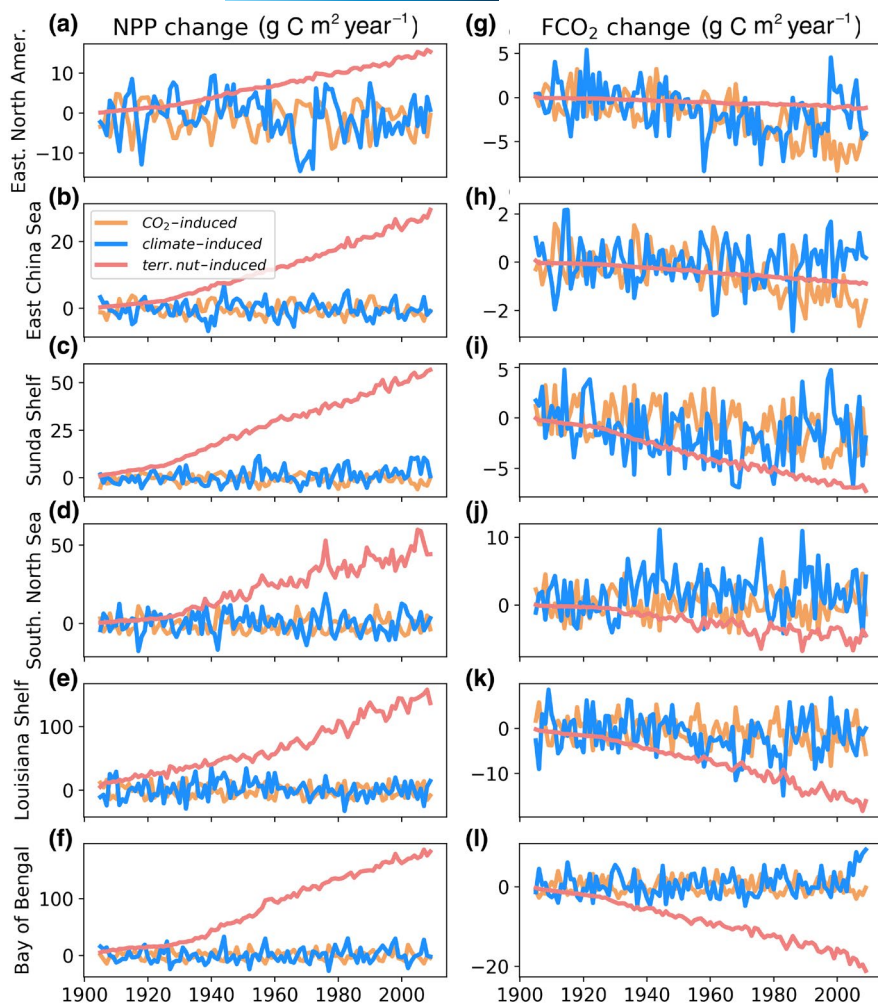 (a) NPP change (g C m² year⁻¹)
10
0
−10
East. North Amer.
(b)
CO₂−induced
climate−induced
terr. nut−induced
20
0
East China Sea
(c)
50
25
0
Sunda Shelf
(d)
50
0
South. North Sea
(e)
100
0
Louisiana Shelf
(f)
100
0
Bay of Bengal
1900 1920 1940 1960 1980 2000
(g) FCO₂ change (g C m² year⁻¹)
5
0
−5
(h)
2
0
−2
(i)
5
0
−5
(j)
10
0
(k)
0
−10
(l)
0
−20
1900 1920 1940 1960 1980 2000